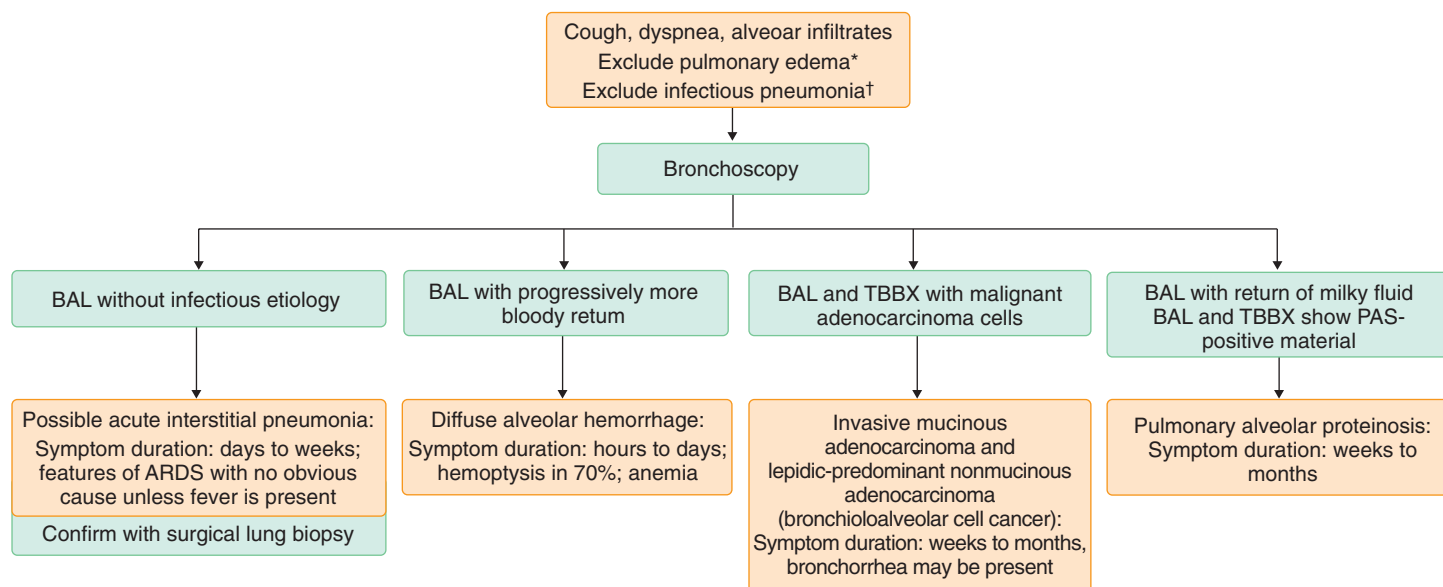 Cough, dyspnea, alveoar infiltrates
Exclude pulmonary edema*
Exclude infectious pneumonia†
Bronchoscopy
BAL without infectious etiology
BAL with progressively more
bloody retum
BAL and TBBX with malignant
adenocarcinoma cells
BAL with return of milky fluid
BAL and TBBX show PAS-
positive material
Possible acute interstitial pneumonia:
Symptom duration: days to weeks;
features of ARDS with no obvious
cause unless fever is present
Confirm with surgical lung biopsy
Diffuse alveolar hemorrhage:
Symptom duration: hours to days;
hemoptysis in 70%; anemia
Invasive mucinous
adenocarcinoma and
lepidic-predominant nonmucinous
adenocarcinoma
(bronchioloalveolar cell cancer):
Symptom duration: weeks to months,
bronchorrhea may be present
Pulmonary alveolar proteinosis:
Symptom duration: weeks to
months